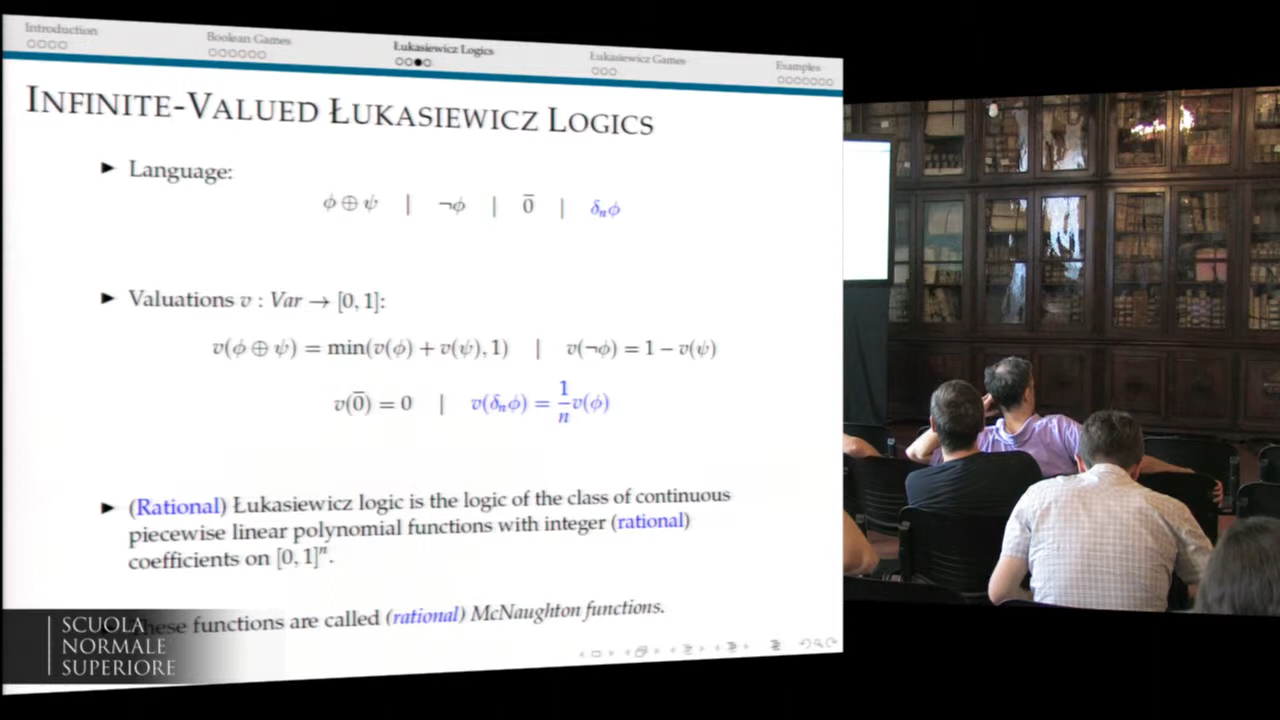 Introduction
Boolean Games
Łukasiewicz Logics
Łukasiewicz Games
Examples
INFINITE-VALUED ŁUKASIEWICZ LOGICS
► Language:
ϕ ⊕ ψ | ¬ϕ | 0̅ | δₙϕ
► Valuations v : Var → [0, 1]:
v(ϕ ⊕ ψ) = min(v(ϕ) + v(ψ), 1) | v(¬ϕ) = 1 − v(ψ)
v(0̅) = 0 | v(δₙϕ) = 1/n v(ϕ)
► (Rational) Łukasiewicz logic is the logic of the class of continuous
piecewise linear polynomial functions with integer (rational)
coefficients on [0, 1]ⁿ.
these functions are called (rational) McNaughton functions.
SCUOLA
NORMALE
SUPERIORE